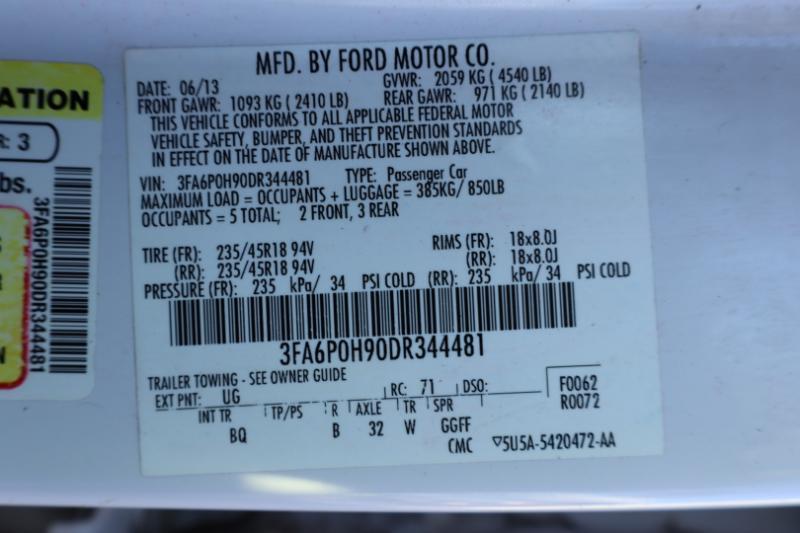 MFD. BY FORD MOTOR CO.
DATE: 06/13 GVWR: 2059 KG ( 4540 LB)
FRONT GAWR: 1093 KG ( 2410 LB) REAR GAWR: 971 KG ( 2140 LB)
THIS VEHICLE CONFORMS TO ALL APPLICABLE FEDERAL MOTOR
VEHICLE SAFETY, BUMPER, AND THEFT PREVENTION STANDARDS
IN EFFECT ON THE DATE OF MANUFACTURE SHOWN ABOVE.
VIN: 3FA6P0H90DR344481 TYPE: Passenger Car
MAXIMUM LOAD = OCCUPANTS + LUGGAGE = 385KG/ 850LB
OCCUPANTS = 5 TOTAL; 2 FRONT, 3 REAR
TIRE (FR): 235/45R18 94V RIMS (FR): 18x8.0J
(RR): 235/45R18 94V (RR): 18x8.0J
PRESSURE (FR): 235 kPa/ 34 PSI COLD (RR): 235 kPa/ 34 PSI COLD
3FA6P0H90DR344481
TRAILER TOWING - SEE OWNER GUIDE
EXT PNT: UG RC: 71 DSO: F0062
R0072
INT TR TP/PS R AXLE TR SPR
BQ B 32 W GGFF
CMC ▽5U5A-5420472-AA
ATION
R: 3
bs.
3FA6P0H90DR344481